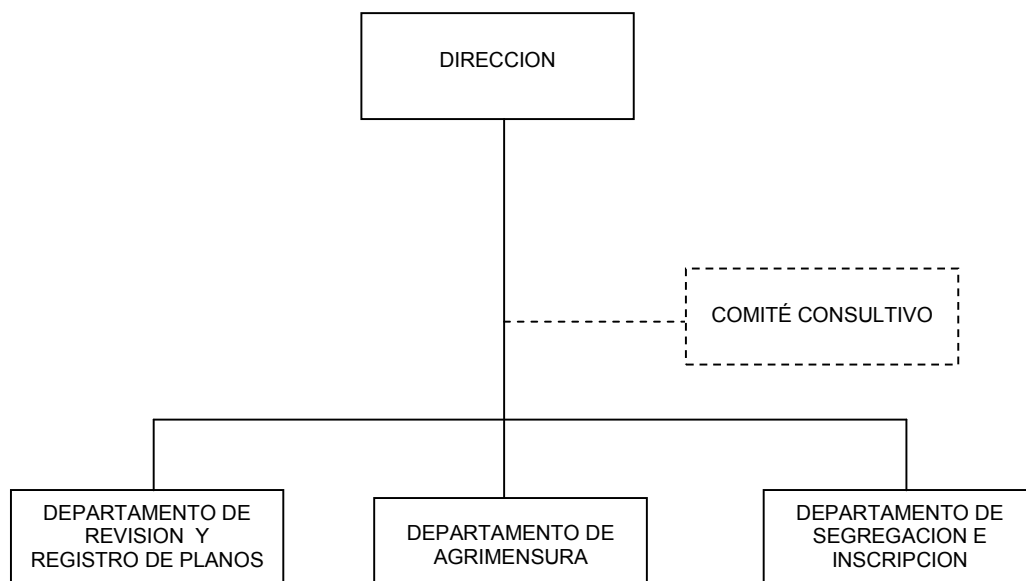 DIRECCION
COMITÉ CONSULTIVO
DEPARTAMENTO DE
REVISION Y
REGISTRO DE PLANOS
DEPARTAMENTO DE
AGRIMENSURA
DEPARTAMENTO DE
SEGREGACION E
INSCRIPCION